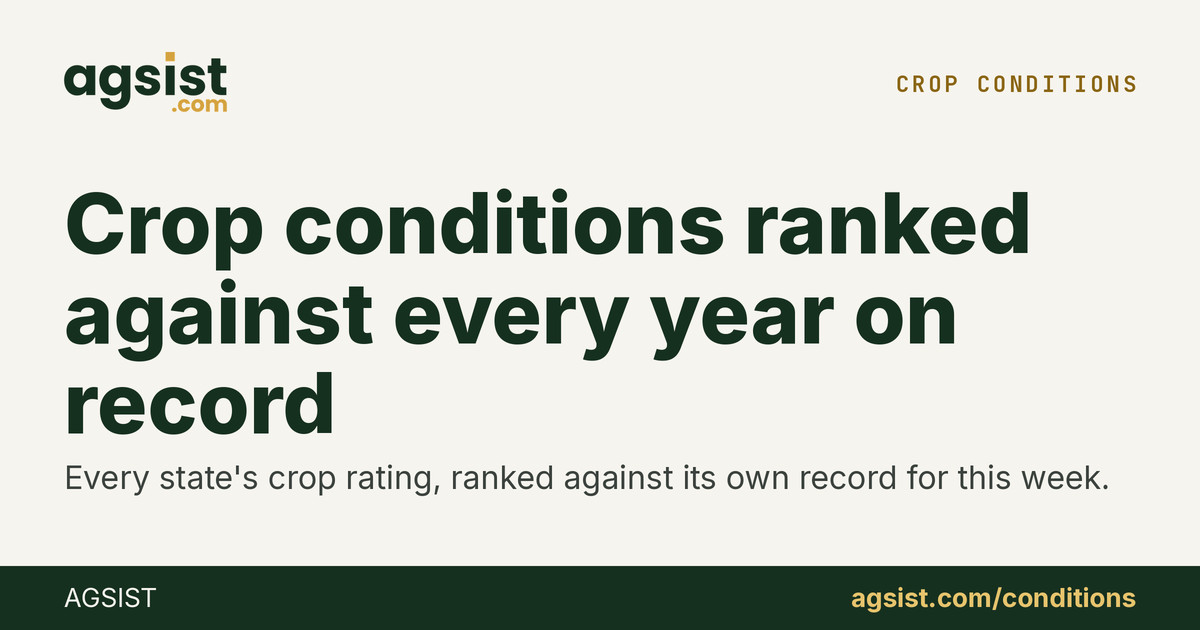 agsist
.com
CROP CONDITIONS
Crop conditions ranked
against every year on
record
Every state's crop rating, ranked against its own record for this week.
AGSIST
agsist.com/conditions